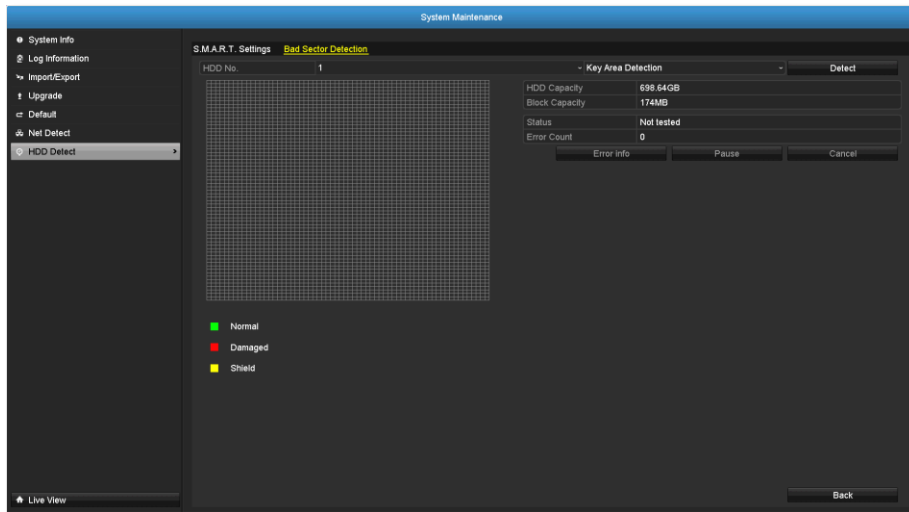 System Maintenance
System Info
Log Information
Import/Export
Upgrade
Default
Net Detect
HDD Detect >
Live View
S.M.A.R.T. Settings Bad Sector Detection
HDD No. 1 - Key Area Detection - Detect
HDD Capacity 698.64GB
Block Capacity 174MB
Status Not tested
Error Count 0
Error info Pause Cancel
Normal
Damaged
Shield
Back